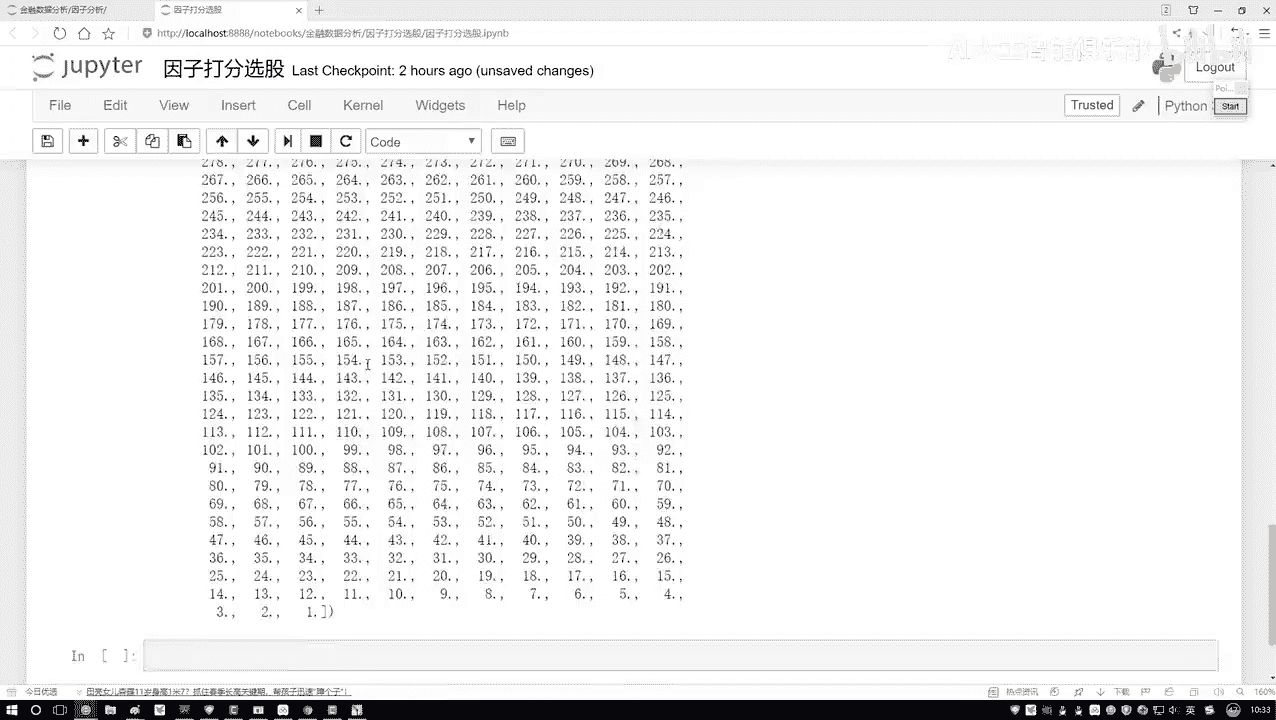 金融数据分析/因子分析/
因子打分选股
http://localhost:8888/notebooks/金融数据分析/因子打分选股/因子打分选股.ipynb
jupyter 因子打分选股 Last Checkpoint: 2 hours ago (unsaved changes)
Logout
Poi...
File Edit View Insert Cell Kernel Widgets Help
Trusted
Python
Start
Code
278., 277., 276., 275., 274., 273., 272., 271., 270., 269., 268.,
267., 266., 265., 264., 263., 262., 261., 260., 259., 258., 257.,
256., 255., 254., 253., 252., 251., 250., 249., 248., 247., 246.,
245., 244., 243., 242., 241., 240., 239., 238., 237., 236., 235.,
234., 233., 232., 231., 230., 229., 228., 227., 226., 225., 224.,
223., 222., 221., 220., 219., 218., 217., 216., 215., 214., 213.,
212., 211., 210., 209., 208., 207., 206., 205., 204., 203., 202.,
201., 200., 199., 198., 197., 196., 195., 194., 193., 192., 191.,
190., 189., 188., 187., 186., 185., 184., 183., 182., 181., 180.,
179., 178., 177., 176., 175., 174., 173., 172., 171., 170., 169.,
168., 167., 166., 165., 164., 163., 162., 161., 160., 159., 158.,
157., 156., 155., 154., 153., 152., 151., 150., 149., 148., 147.,
146., 145., 144., 143., 142., 141., 140., 139., 138., 137., 136.,
135., 134., 133., 132., 131., 130., 129., 128., 127., 126., 125.,
124., 123., 122., 121., 120., 119., 118., 117., 116., 115., 114.,
113., 112., 111., 110., 109., 108., 107., 106., 105., 104., 103.,
102., 101., 100., 99., 98., 97., 96., 95., 94., 93., 92.,
91., 90., 89., 88., 87., 86., 85., 84., 83., 82., 81.,
80., 79., 78., 77., 76., 75., 74., 73., 72., 71., 70.,
69., 68., 67., 66., 65., 64., 63., 62., 61., 60., 59.,
58., 57., 56., 55., 54., 53., 52., 51., 50., 49., 48.,
47., 46., 45., 44., 43., 42., 41., 40., 39., 38., 37.,
36., 35., 34., 33., 32., 31., 30., 29., 28., 27., 26.,
25., 24., 23., 22., 21., 20., 19., 18., 17., 16., 15.,
14., 13., 12., 11., 10., 9., 8., 7., 6., 5., 4.,
3., 2., 1.])
In [ ]:
今日优选
热点资讯
下载
160%
英
10:33